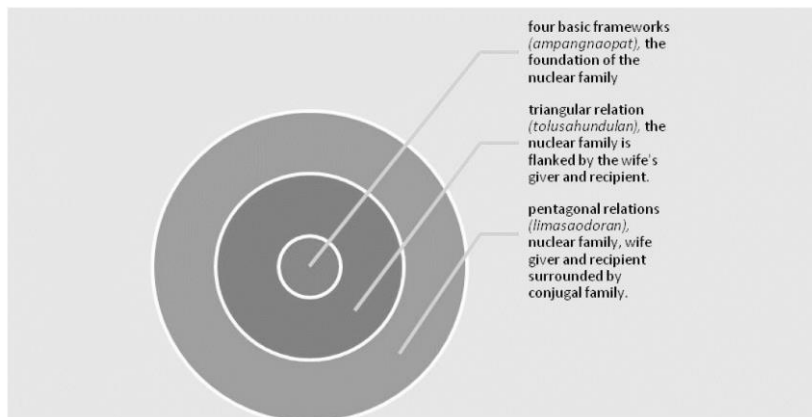 four basic frameworks
(ampangnaopat), the
foundation of the
nuclear family
triangular relation
(tolusahundulan), the
nuclear family is
flanked by the wife's
giver and recipient.
pentagonal relations
(limasaodoran),
nuclear family, wife
giver and recipient
surrounded by
conjugal family.